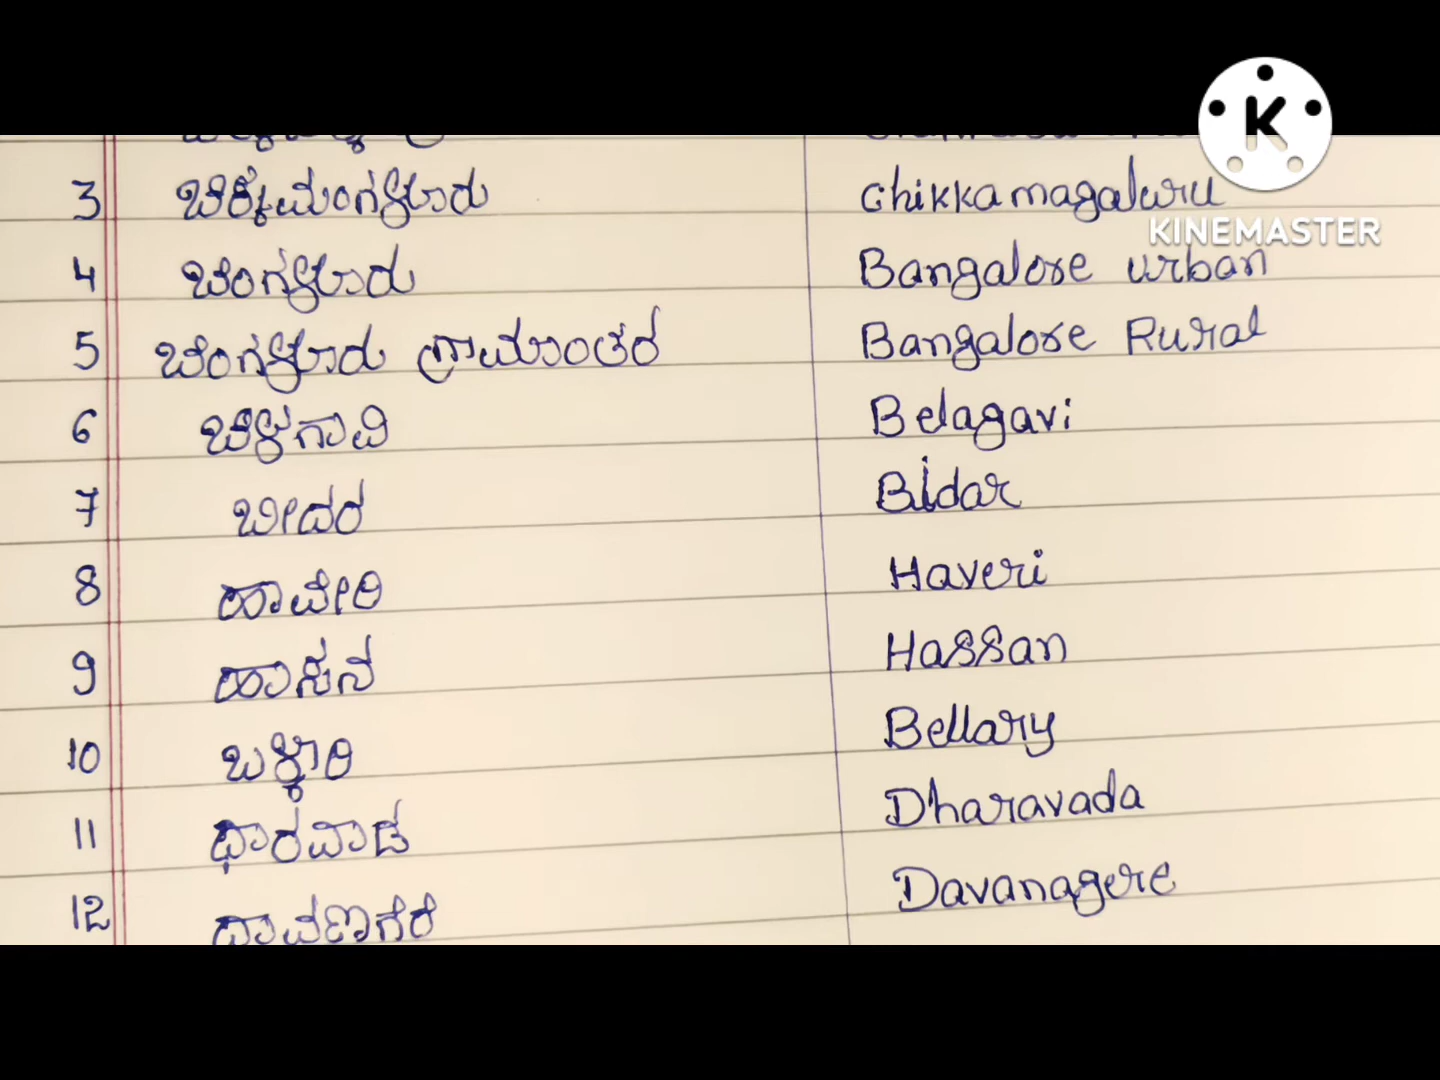 3 ಚಿಕ್ಕಮಂಗಳೂರು Chikkamagaluru
KINEMASTER
4 ಬೆಂಗಳೂರು Bangalore urban
5 ಬೆಂಗಳೂರು ಗ್ರಾಮಾಂತರ Bangalore Rural
6 ಬೆಳಗಾವಿ Belagavi
7 ಬೀದರ Bidar
8 ಹಾವೇರಿ Haveri
9 ಹಾಸನ Hassan
10 ಬಳ್ಳಾರಿ Bellary
11 ಧಾರವಾಡ Dharavada
12 ದಾವಣಗೆರೆ Davanagere